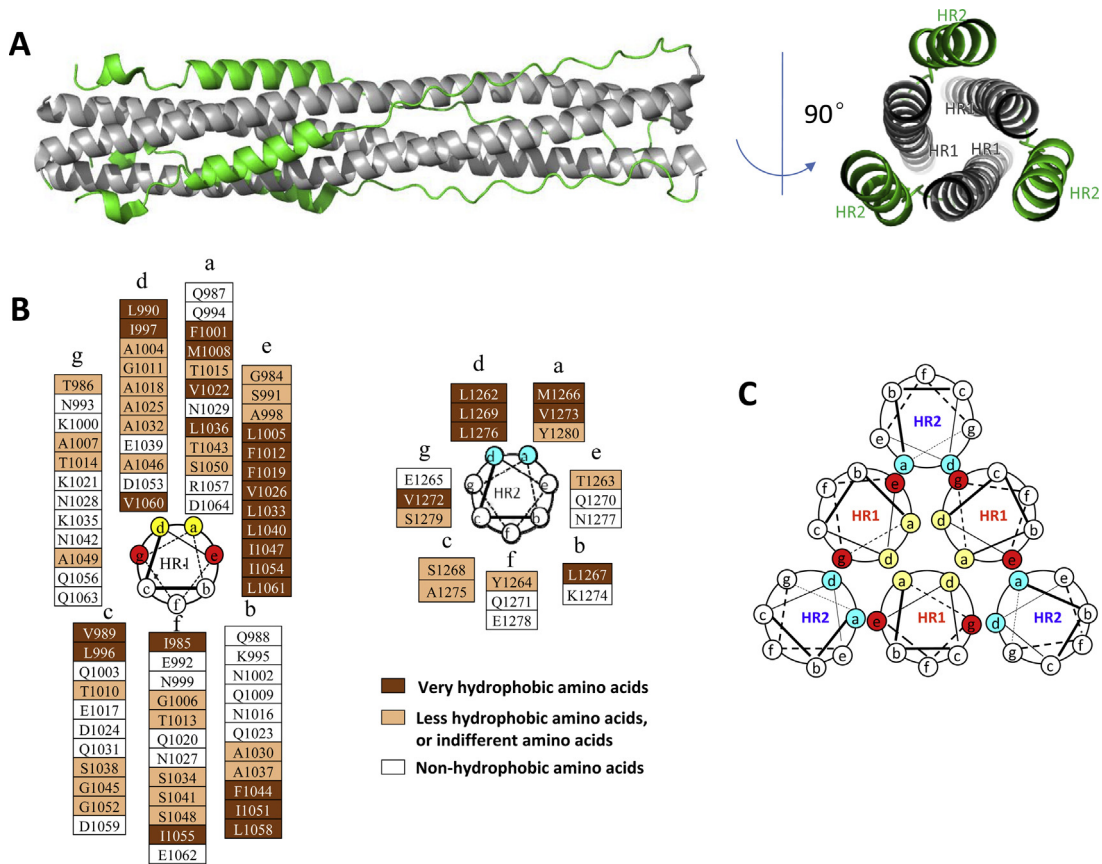 A
HR2
90°
HR1
HR1
HR1
HR2
HR2
B
a
Q987
Q994
F1001
M1008
T1015
V1022
N1029
L1036
T1043
S1050
R1057
D1064
d
L990
I997
A1004
G1011
A1018
A1025
A1032
E1039
A1046
D1053
V1060
g
T986
N993
K1000
A1007
T1014
K1021
N1028
K1035
N1042
A1049
Q1056
Q1063
e
G984
S991
A998
L1005
F1012
F1019
V1026
L1033
L1040
I1047
I1054
L1061
d a
g HR1 e
c b
f
c
V989
L996
Q1003
T1010
E1017
D1024
Q1031
S1038
G1045
G1052
D1059
f
I985
E992
N999
G1006
T1013
Q1020
N1027
S1034
S1041
S1048
I1055
E1062
b
Q988
K995
N1002
Q1009
N1016
Q1023
A1030
A1037
F1044
I1051
L1058
d
L1262
L1269
L1276
a
M1266
V1273
Y1280
g
E1265
V1272
S1279
e
T1263
Q1270
N1277
d a
g HR2 e
c b
f
c
S1268
A1275
f
Y1264
Q1271
E1278
b
L1267
K1274
Very hydrophobic amino acids
Less hydrophobic amino acids,
or indifferent amino acids
Non-hydrophobic amino acids
C
f
b c
HR2
e g
a d
b e g c
f HR1 a d HR1 b
c g d a e f
g d a d a e
c HR2 a e HR1 g d HR2 b
f b e b f c g c f